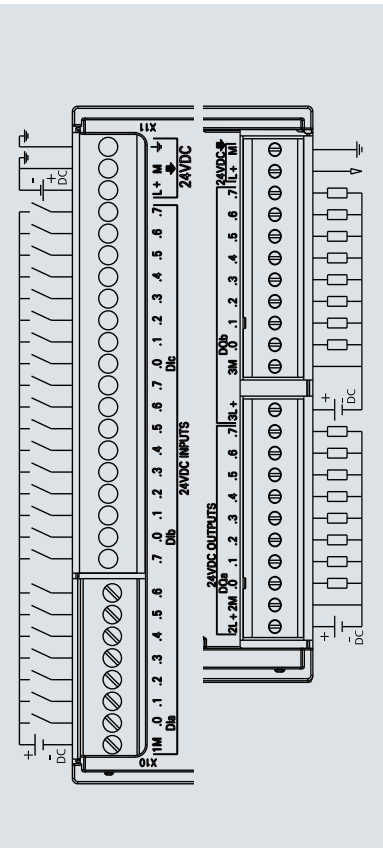 + - DC - + DC
X10 X11
1M .0 .1 .2 .3 .4 .5 .6 .7 .0 .1 .2 .3 .4 .5 .6 .7 .0 .1 .2 .3 .4 .5 .6 .7 L+ M
DIa DIb DIc 24VDC
24VDC INPUTS
24VDC OUTPUTS
DQa DQb 24VDC
2L+ 2M .0 .1 .2 .3 .4 .5 .6 .7 3L+ 3M .0 .1 .2 .3 .4 .5 .6 .7 L+ M
+ - DC + - DC